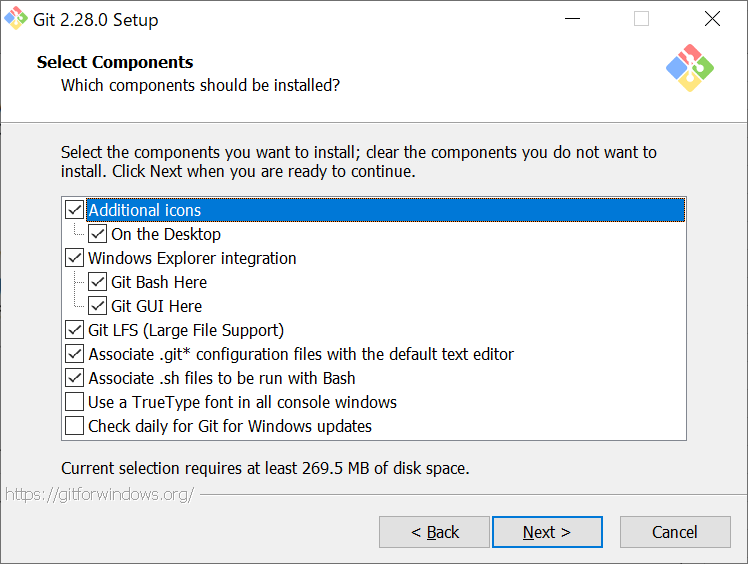 Git 2.28.0 Setup
Select Components
Which components should be installed?
Select the components you want to install; clear the components you do not want to
install. Click Next when you are ready to continue.
Additional icons
On the Desktop
Windows Explorer integration
Git Bash Here
Git GUI Here
Git LFS (Large File Support)
Associate .git* configuration files with the default text editor
Associate .sh files to be run with Bash
Use a TrueType font in all console windows
Check daily for Git for Windows updates
Current selection requires at least 269.5 MB of disk space.
https://gitforwindows.org/
< Back
Next >
Cancel